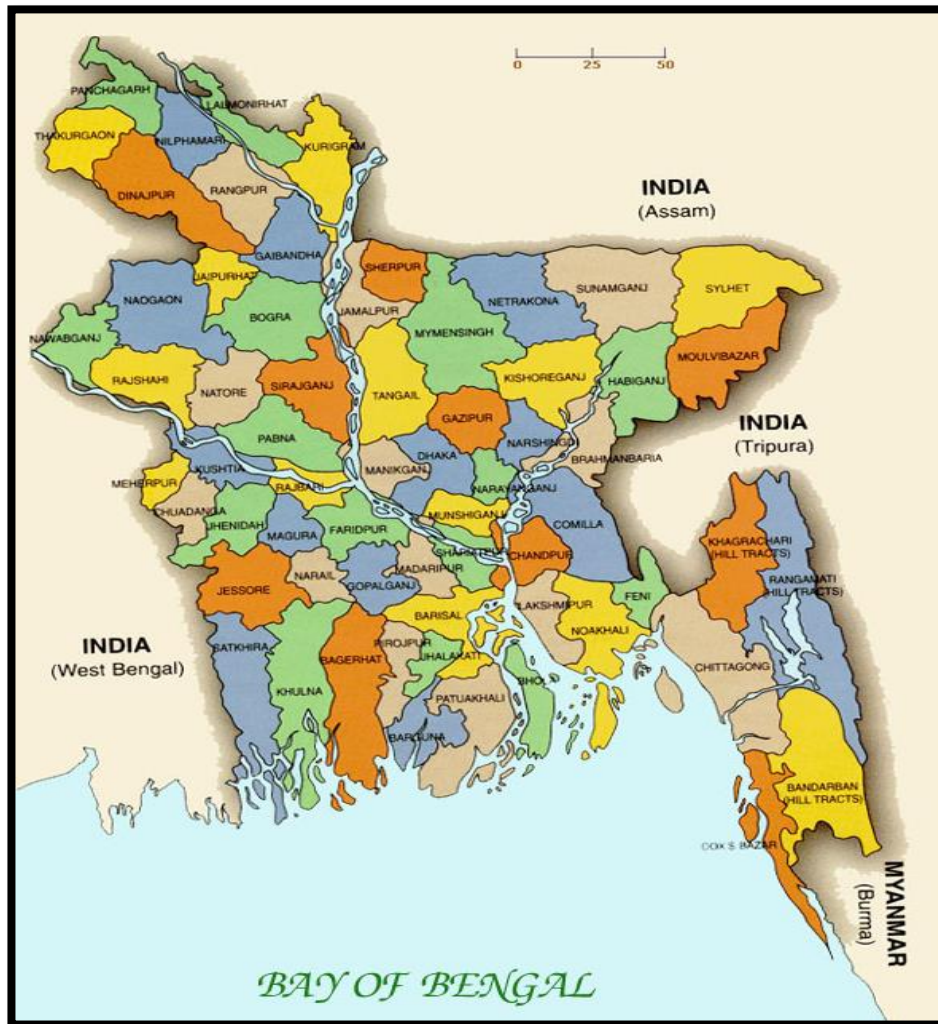 0 25 50
PANCHAGARH
LALMONIRHAT
THAKURGAON
NILPHAMARI
KURIGRAM
DINAJPUR
RANGPUR
INDIA
(Assam)
GAIBANDHA
SHERPUR
JAIPURHAT
NAOGAON
BOGRA
JAMALPUR
MYMENSINGH
NETRAKONA
SUNAMGANJ
SYLHET
NAWABGANJ
RAJSHAHI
NATORE
SIRAJGANJ
TANGAIL
KISHOREGANJ
HABIGANJ
MOULVIBAZAR
GAZIPUR
INDIA
(Tripura)
PABNA
DHAKA
NARSHINGDI
MANIKGANJ
BRAHMANBARIA
KUSHTIA
MEHERPUR
RAJBARI
NARAYANGANJ
CHUADANGA
JHENIDAH
MAGURA
FARIDPUR
MUNSHIGANJ
COMILLA
SHARIATPUR
CHANDPUR
KHAGRACHARI
(HILL TRACTS)
MADARIPUR
NARAIL
GOPALGANJ
JESSORE
RANGAMATI
(HILL TRACTS)
FENI
LAKSHMIPUR
BARISAL
NOAKHALI
INDIA
(West Bengal)
SATKHIRA
PIROJPUR
JHALAKATI
BAGERHAT
KHULNA
BHOLA
PATUAKHALI
CHITTAGONG
BARGUNA
BANDARBAN
(HILL TRACTS)
COX S BAZAR
MYANMAR
(Burma)
BAY OF BENGAL